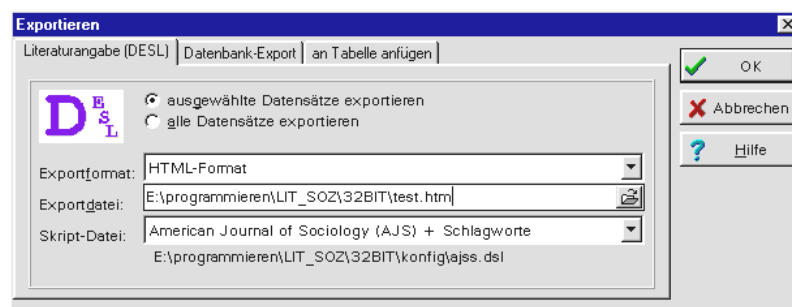 Exportieren
Literaturangabe (DESL) Datenbank-Export an Tabelle anfügen
OK
Abbrechen
Hilfe
DESL
ausgewählte Datensätze exportieren
alle Datensätze exportieren
Exportformat: HTML-Format
Exportdatei: E:\programmieren\LIT_SOZ\32BIT\test.htm
Skript-Datei: American Journal of Sociology (AJS) + Schlagworte
E:\programmieren\LIT_SOZ\32BIT\konfig\ajss.dsl